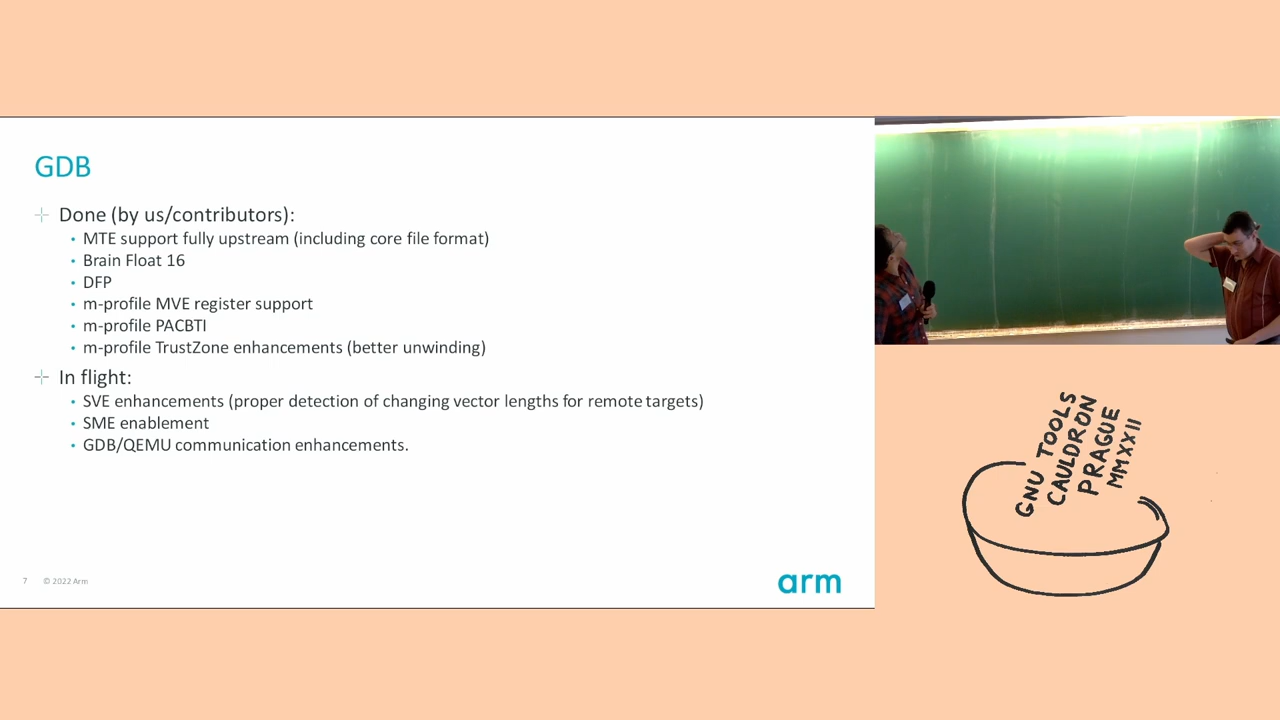 GDB
Done (by us/contributors):
MTE support fully upstream (including core file format)
Brain Float 16
DFP
m-profile MVE register support
m-profile PACBTI
m-profile TrustZone enhancements (better unwinding)
In flight:
SVE enhancements (proper detection of changing vector lengths for remote targets)
SME enablement
GDB/QEMU communication enhancements.
7 © 2022 Arm
arm
GNU TOOLS
CAULDRON
PRAGUE
MMXXII